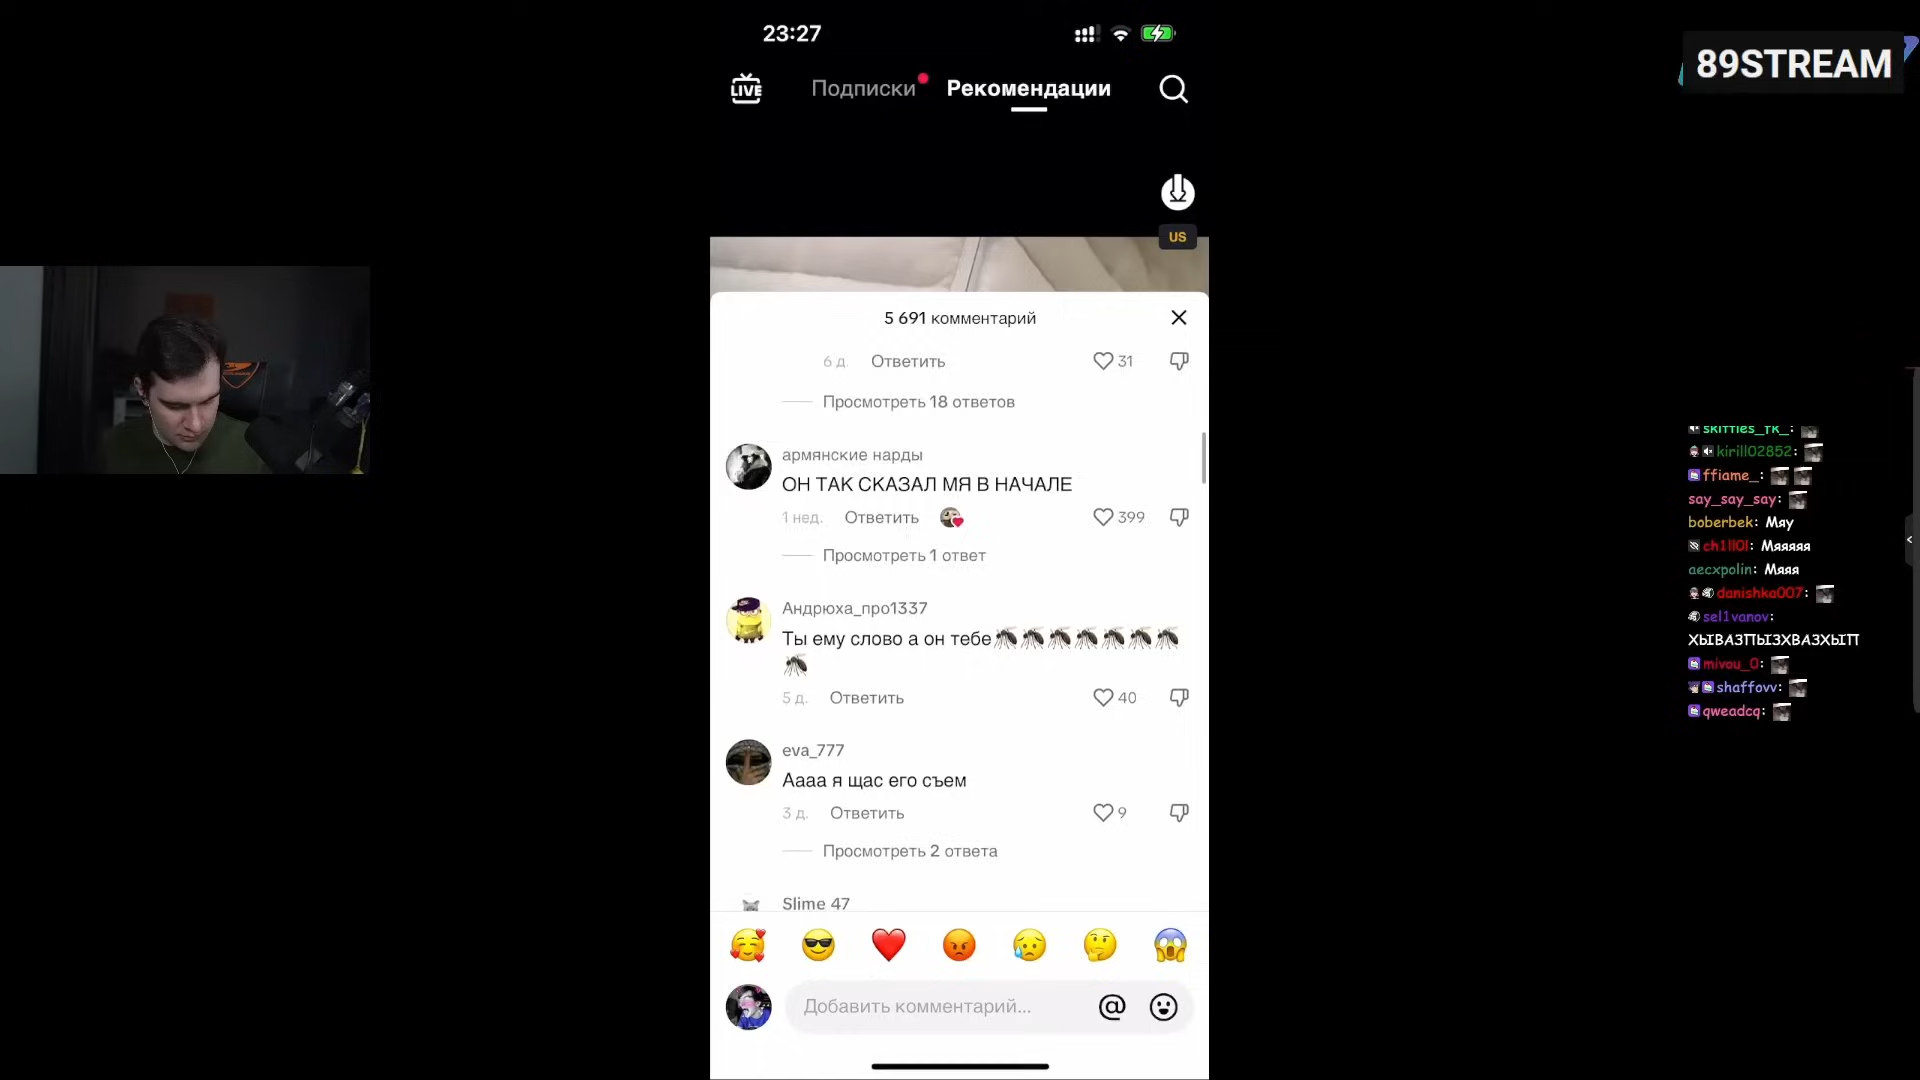 23:27
89STREAM
LIVE
Подписки
Рекомендации
US
5 691 комментарий
6 д.
Ответить
31
Просмотреть 18 ответов
армянские нарды
ОН ТАК СКАЗАЛ МЯ В НАЧАЛЕ
1 нед.
Ответить
399
Просмотреть 1 ответ
Андрюха_про1337
Ты ему слово а он тебе🦟🦟🦟🦟🦟🦟🦟
🦟
5 д.
Ответить
40
eva_777
Аааа я щас его съем
3 д.
Ответить
9
Просмотреть 2 ответа
Slime 47
Добавить комментарий...
@
skittles_fk_:
kirill02852:
ffiame_:
say_say_say:
boberbek: Мяу
ch1ll0l: Мяяяяя
aecxpolin: Мяяя
danishka007:
sel1vanov:
ХЫВАЗПЫЗХВАЗХЫП
mivou_0:
shaffovv:
qweadcq: